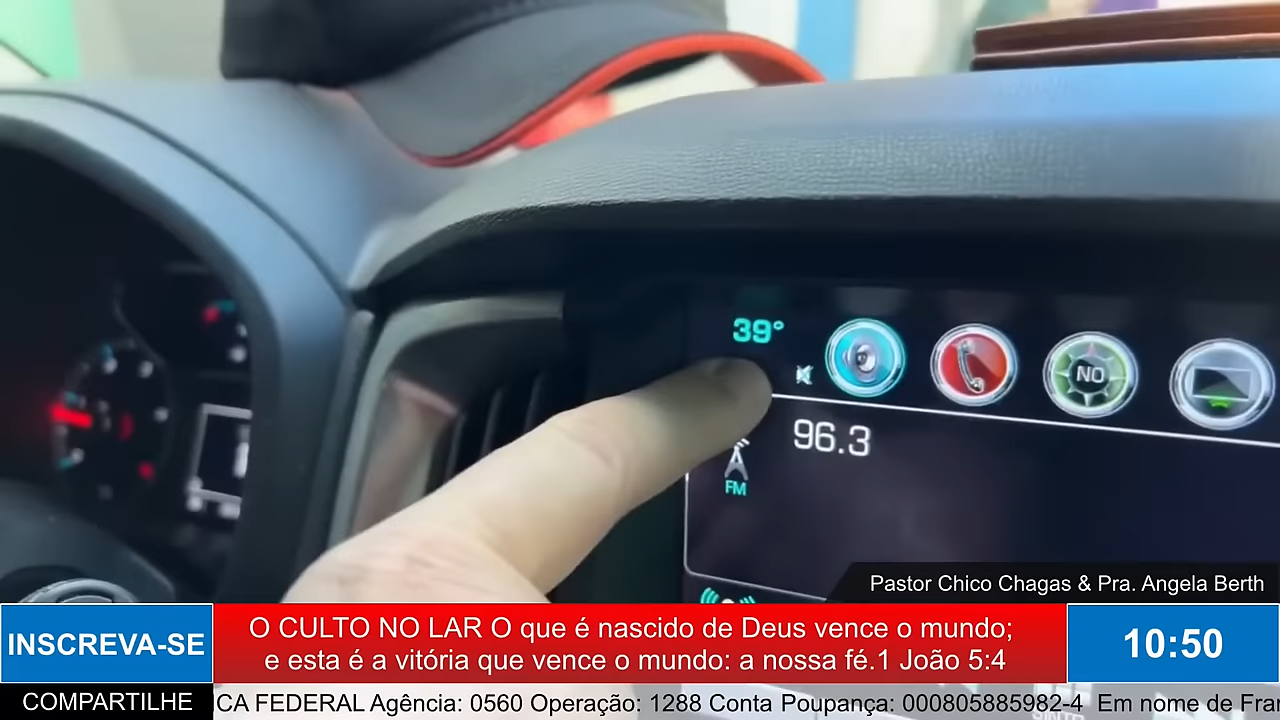 39°
NO
96.3
FM
Pastor Chico Chagas & Pra. Angela Berth
INSCREVA-SE
O CULTO NO LAR O que é nascido de Deus vence o mundo;
e esta é a vitória que vence o mundo: a nossa fé.1 João 5:4
10:50
COMPARTILHE
CA FEDERAL Agência: 0560 Operação: 1288 Conta Poupança: 000805885982-4 Em nome de Fra